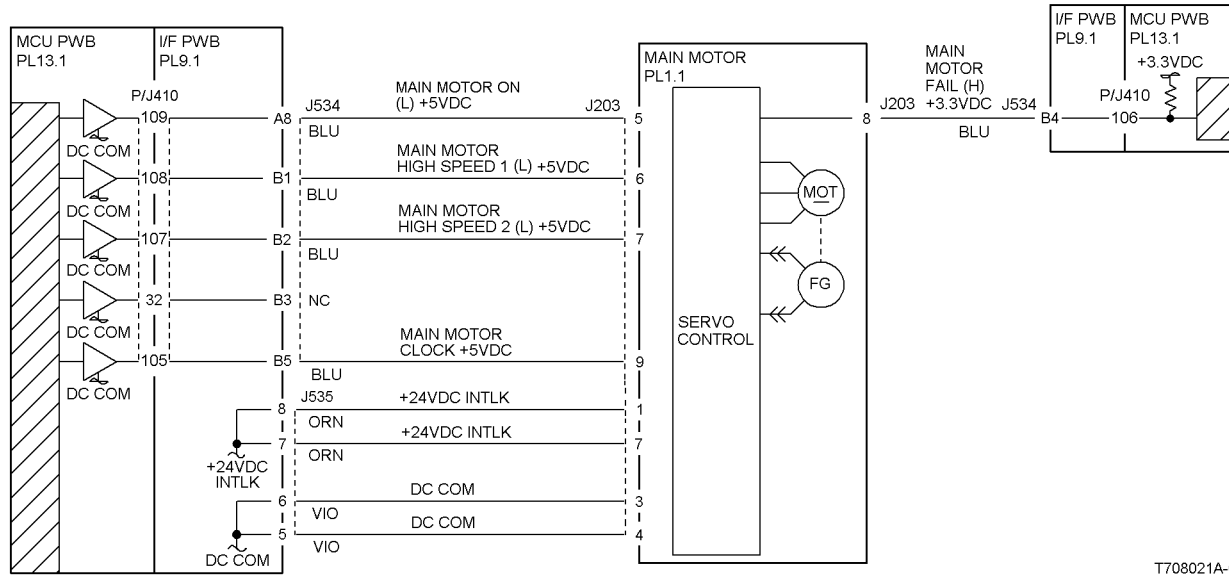 MCU PWB
PL13.1
I/F PWB
PL9.1
P/J410
109
DC COM
108
DC COM
107
DC COM
32
DC COM
105
DC COM
A8
J534
BLU
MAIN MOTOR ON
(L) +5VDC
J203
5
B1
BLU
MAIN MOTOR
HIGH SPEED 1 (L) +5VDC
6
B2
BLU
MAIN MOTOR
HIGH SPEED 2 (L) +5VDC
7
B3
NC
B5
BLU
MAIN MOTOR
CLOCK +5VDC
9
8
J535
ORN
+24VDC INTLK
1
7
ORN
+24VDC INTLK
7
+24VDC
INTLK
6
VIO
DC COM
3
5
VIO
DC COM
4
DC COM
MAIN MOTOR
PL1.1
SERVO
CONTROL
MOT
FG
8
J203
MAIN
MOTOR
FAIL (H)
+3.3VDC
BLU
J534
B4
I/F PWB
PL9.1
MCU PWB
PL13.1
+3.3VDC
P/J410
106
T708021A-